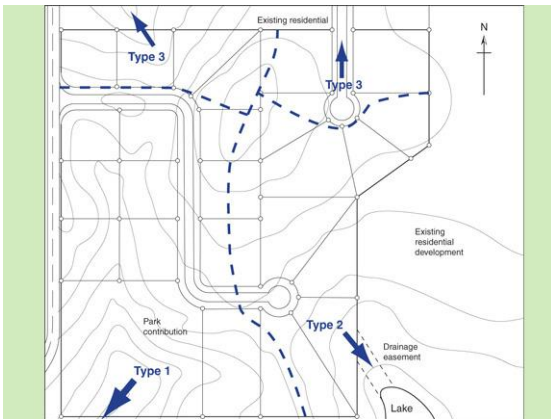 Existing residential
N
Type 3
Type 3
Existing
residential
development
Park
contribution
Type 2
Drainage
easement
Type 1
Lake